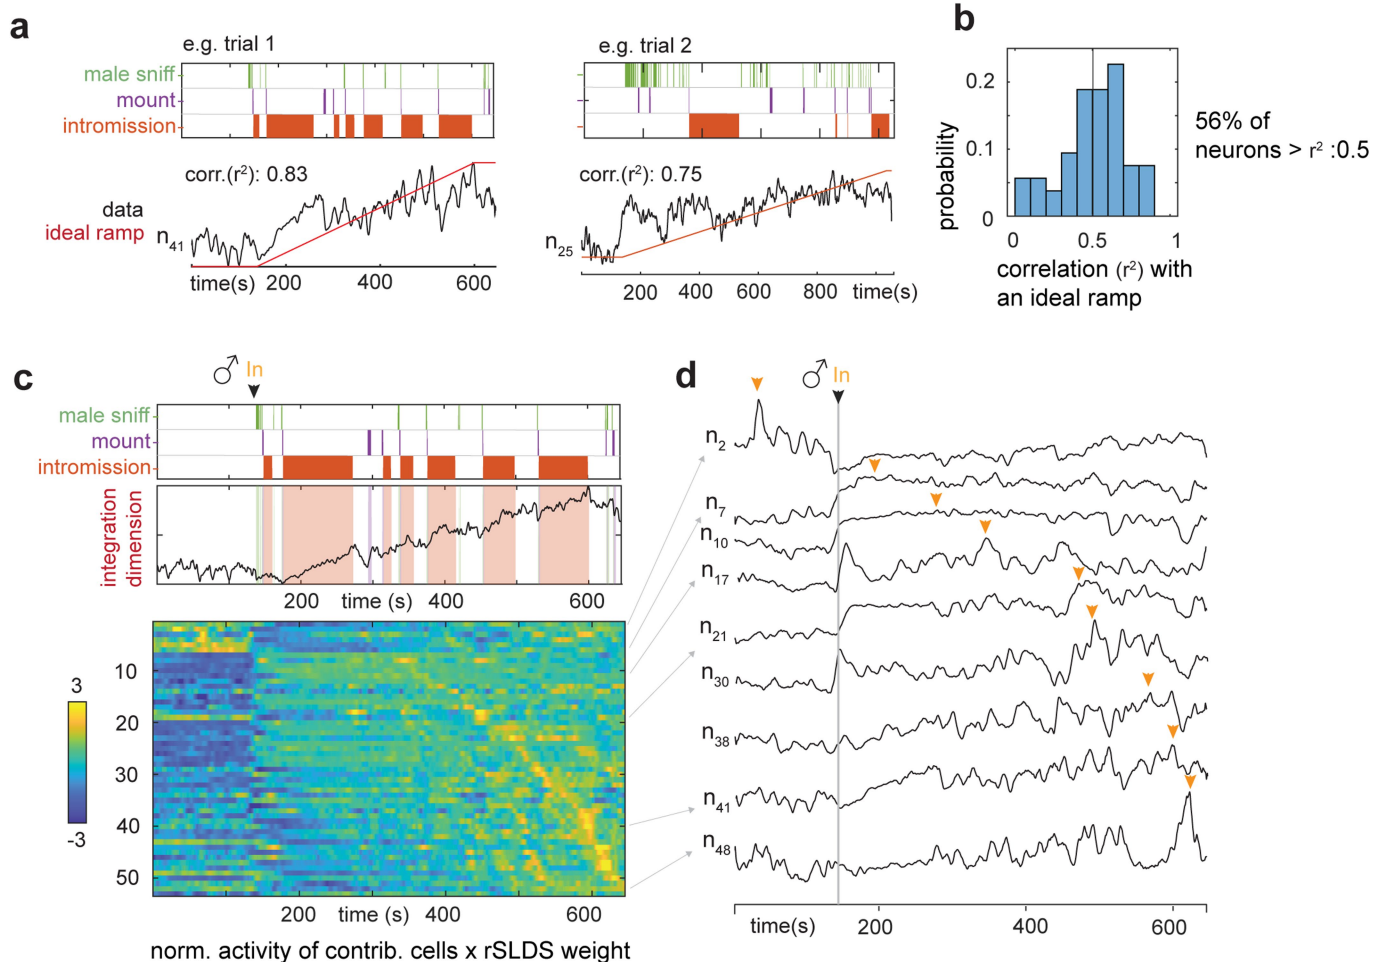 a
e.g. trial 1
male sniff
mount
intromission
corr.(r²): 0.83
data
ideal ramp
n41
time(s) 200 400 600
e.g. trial 2
corr.(r²): 0.75
n25
200 400 600 800 time(s)
b
probability
0.2
0.1
0
0 0.5 1
correlation (r²) with
an ideal ramp
56% of
neurons > r² :0.5
c
♂ In
male sniff
mount
intromission
integration
dimension
200 time (s) 400 600
3
-3
10
20
30
40
50
200 time (s) 400 600
norm. activity of contrib. cells x rSLDS weight
d
♂ In
n2
n7
n10
n17
n21
n30
n38
n41
n48
time(s) 200 400 600